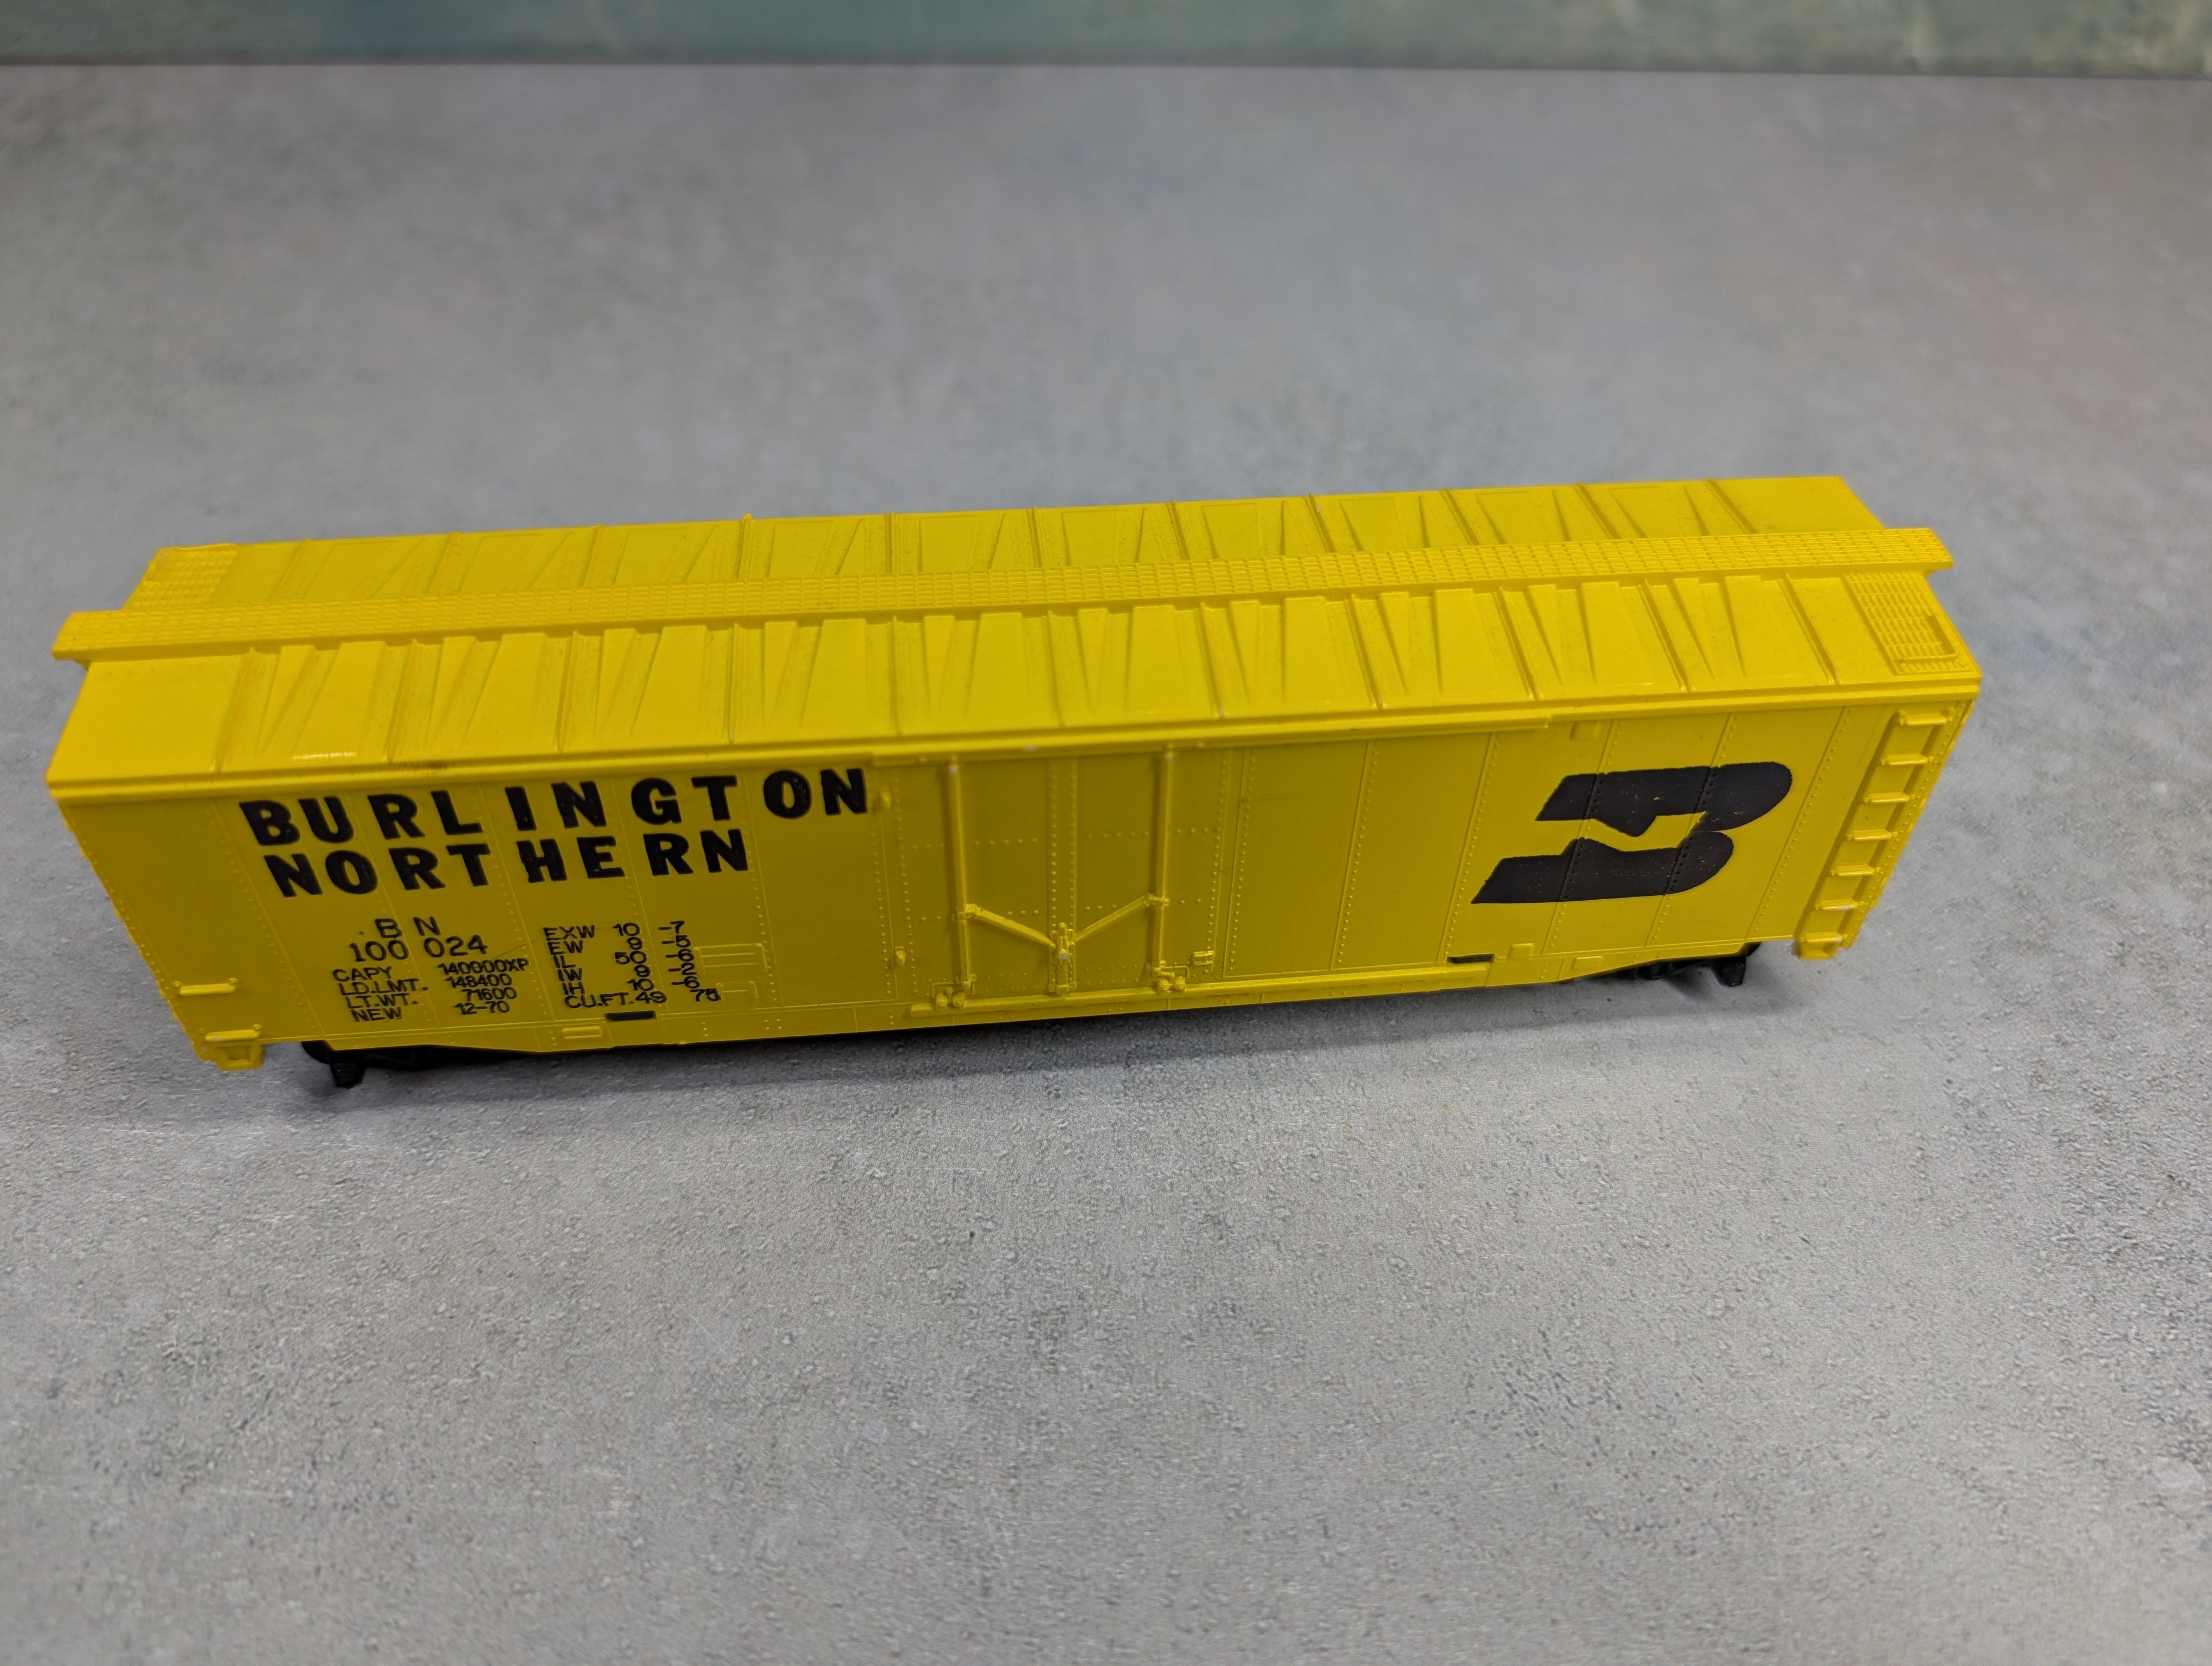 BURLINGTON
NORTHERN
BN
100 024
CAPY 140000XP
LD.LMT. 148400
LT.WT. 71600
NEW 12-70
EXW 10 -7
EW 9 -5
IL 50 -6
IW 9 -2
IH 10 -6
CU.FT. 49 75